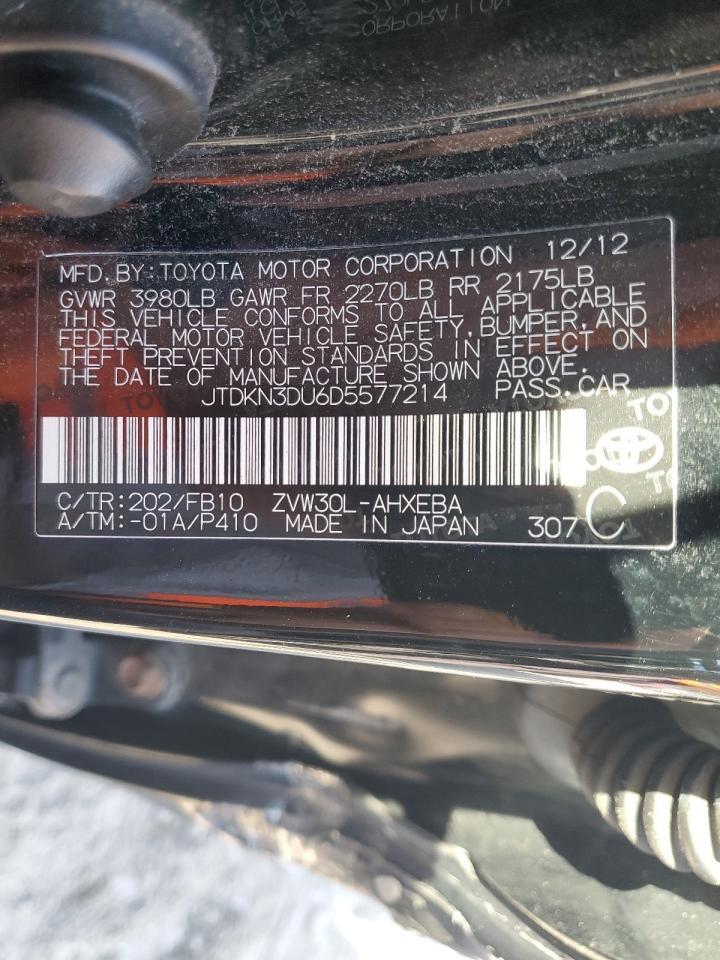 MFD. BY: TOYOTA MOTOR CORPORATION 12/12
GVWR 3980LB GAWR FR 2270LB RR 2175LB
THIS VEHICLE CONFORMS TO ALL APPLICABLE
FEDERAL MOTOR VEHICLE SAFETY, BUMPER, AND
THEFT PREVENTION STANDARDS IN EFFECT ON
THE DATE OF MANUFACTURE SHOWN ABOVE.
JTDKN3DU6D5577214 PASS. CAR
C/TR: 202/FB10 ZVW30L-AHXEBA
A/TM: -01A/P410 MADE IN JAPAN 307 C